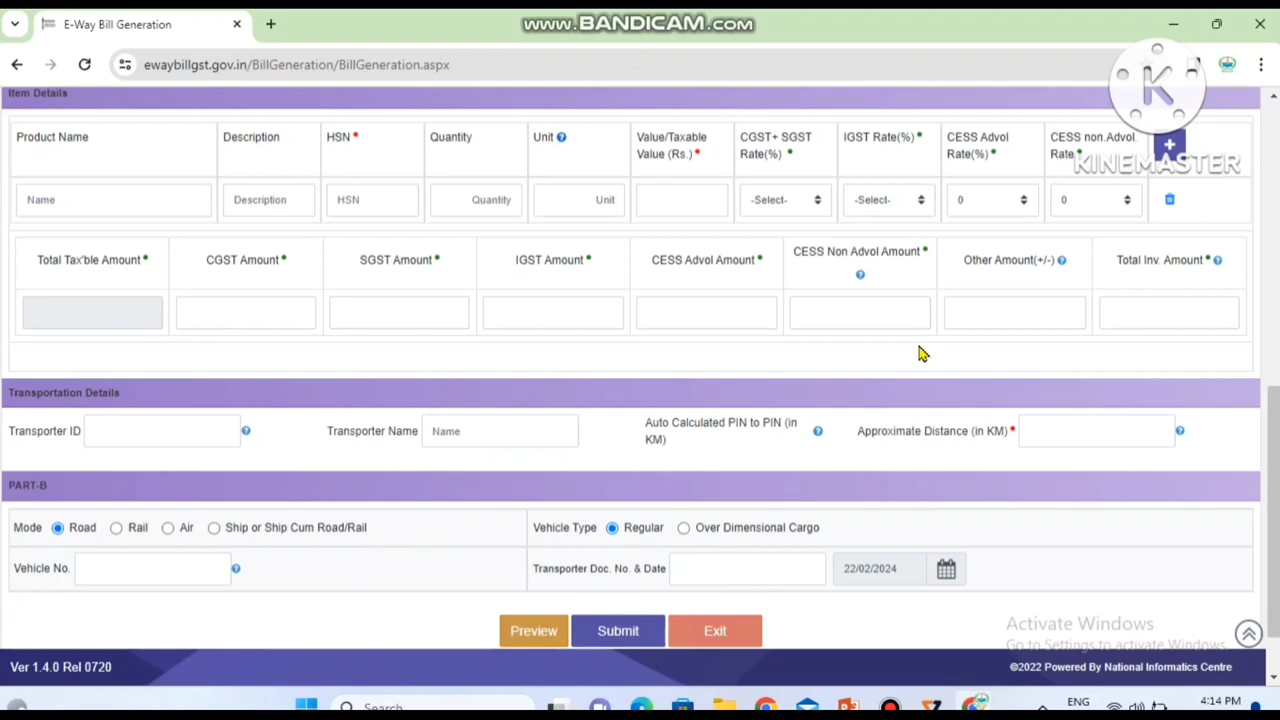 E-Way Bill Generation
www.BANDICAM.com
ewaybillgst.gov.in/BillGeneration/BillGeneration.aspx
K
KINEMASTER
Item Details
Product Name Description HSN* Quantity Unit Value/Taxable Value (Rs.)* CGST+ SGST Rate(%) * IGST Rate(%)* CESS Advol Rate(%)* CESS non Advol. Rate* +
Name Description HSN Quantity Unit -Select- -Select- 0 0
Total Tax'ble Amount* CGST Amount* SGST Amount* IGST Amount* CESS Advol Amount* CESS Non Advol Amount* Other Amount(+/-) Total Inv. Amount*
Transportation Details
Transporter ID Transporter Name Name Auto Calculated PIN to PIN (in KM) Approximate Distance (in KM)*
PART-B
Mode Road Rail Air Ship or Ship Cum Road/Rail Vehicle Type Regular Over Dimensional Cargo
Vehicle No. Transporter Doc. No. & Date 22/02/2024
Preview Submit Exit
Activate Windows
Go to Settings to activate Windows.
Ver 1.4.0 Rel 0720 ©2022 Powered By National Informatics Centre
Search ENG 4:14 PM